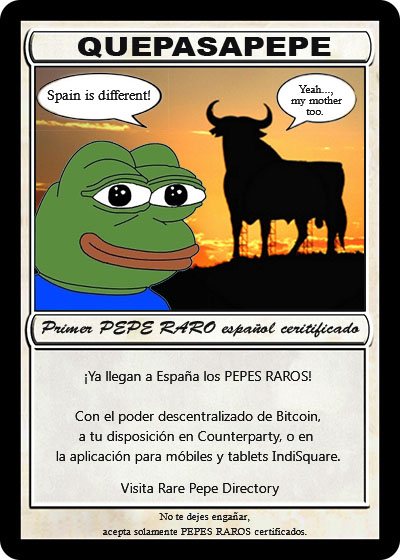 QUEPASAPEPE
Spain is different!
Yeah...,
my mother
too.
Primer PEPE RARO español ceritificado
¡Ya llegan a España los PEPES RAROS!
Con el poder descentralizado de Bitcoin,
a tu disposición en Counterparty, o en
la aplicación para móbiles y tablets IndiSquare.
Visita Rare Pepe Directory
No te dejes engañar,
acepta solamente PEPES RAROS certificados.